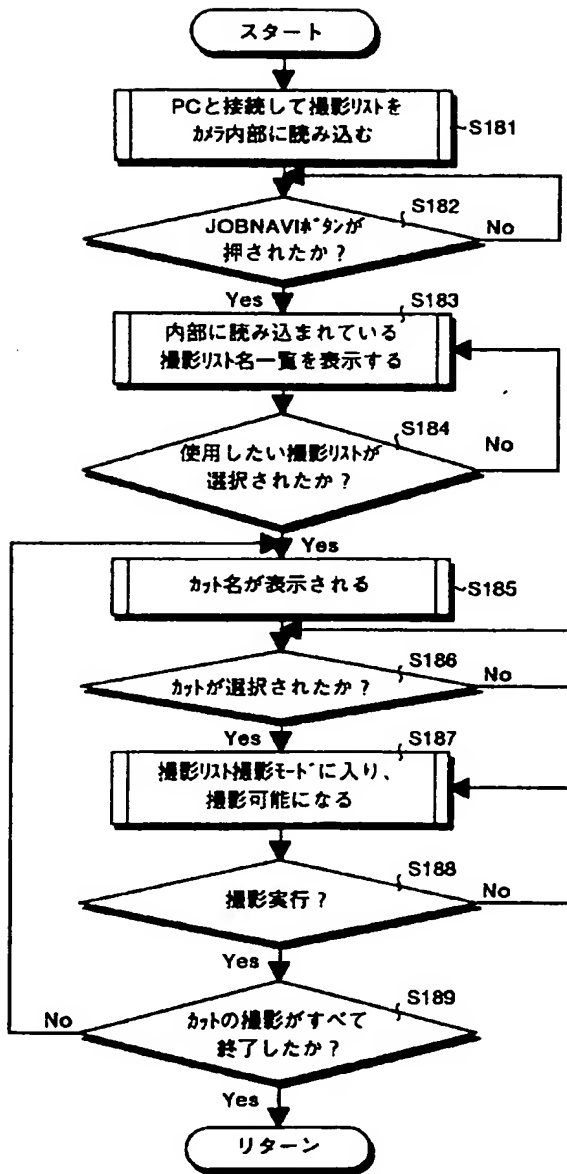 スタート
PCと接続して撮影リストを
カメラ内部に読み込む
S181
S182
JOBNAVIボタンが
押されたか？
No
Yes
S183
内部に読み込まれている
撮影リスト名一覧を表示する
S184
使用したい撮影リストが
選択されたか？
No
Yes
カット名が表示される
S185
S186
カットが選択されたか？
No
Yes
S187
撮影リスト撮影モードに入り、
撮影可能になる
S188
撮影実行？
No
Yes
S189
カットの撮影がすべて
終了したか？
No
Yes
リターン